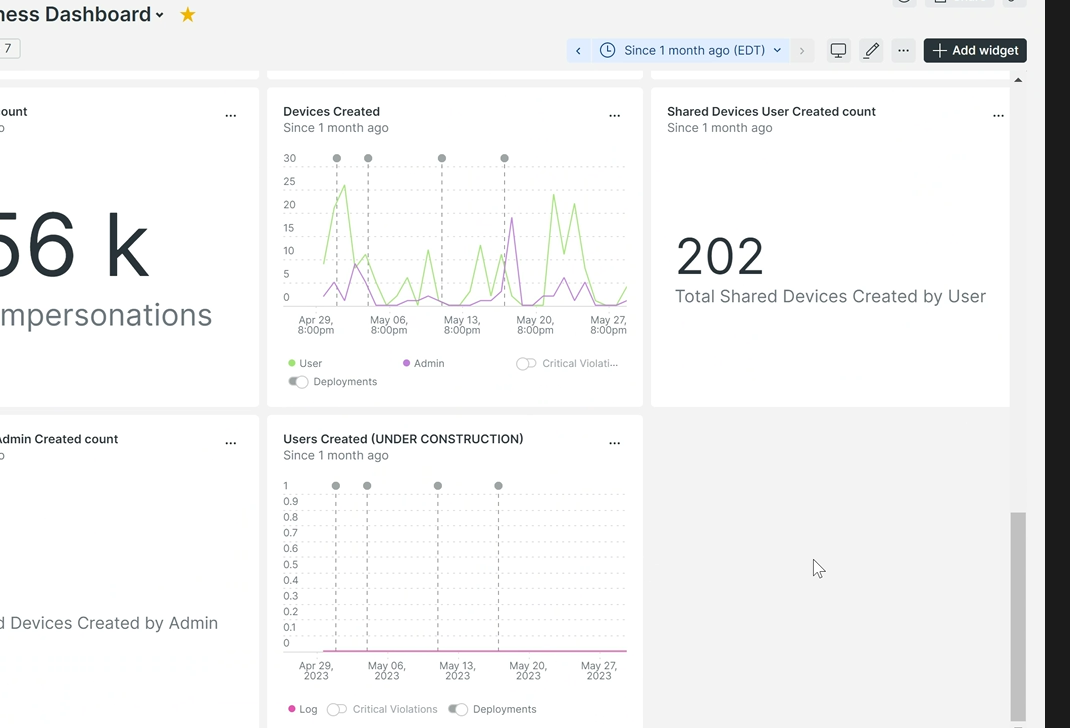 ness Dashboard
7
Since 1 month ago (EDT)
Add widget
ount
o
56 k
mpersonations
Devices Created
Since 1 month ago
30
25
20
15
10
5
0
Apr 29, 8:00pm
May 06, 8:00pm
May 13, 8:00pm
May 20, 8:00pm
May 27, 8:00pm
User
Admin
Critical Violati...
Deployments
Shared Devices User Created count
Since 1 month ago
202
Total Shared Devices Created by User
Admin Created count
o
d Devices Created by Admin
Users Created (UNDER CONSTRUCTION)
Since 1 month ago
1
0.9
0.8
0.7
0.6
0.5
0.4
0.3
0.2
0.1
0
Apr 29, 2023
May 06, 2023
May 13, 2023
May 20, 2023
May 27, 2023
Log
Critical Violations
Deployments